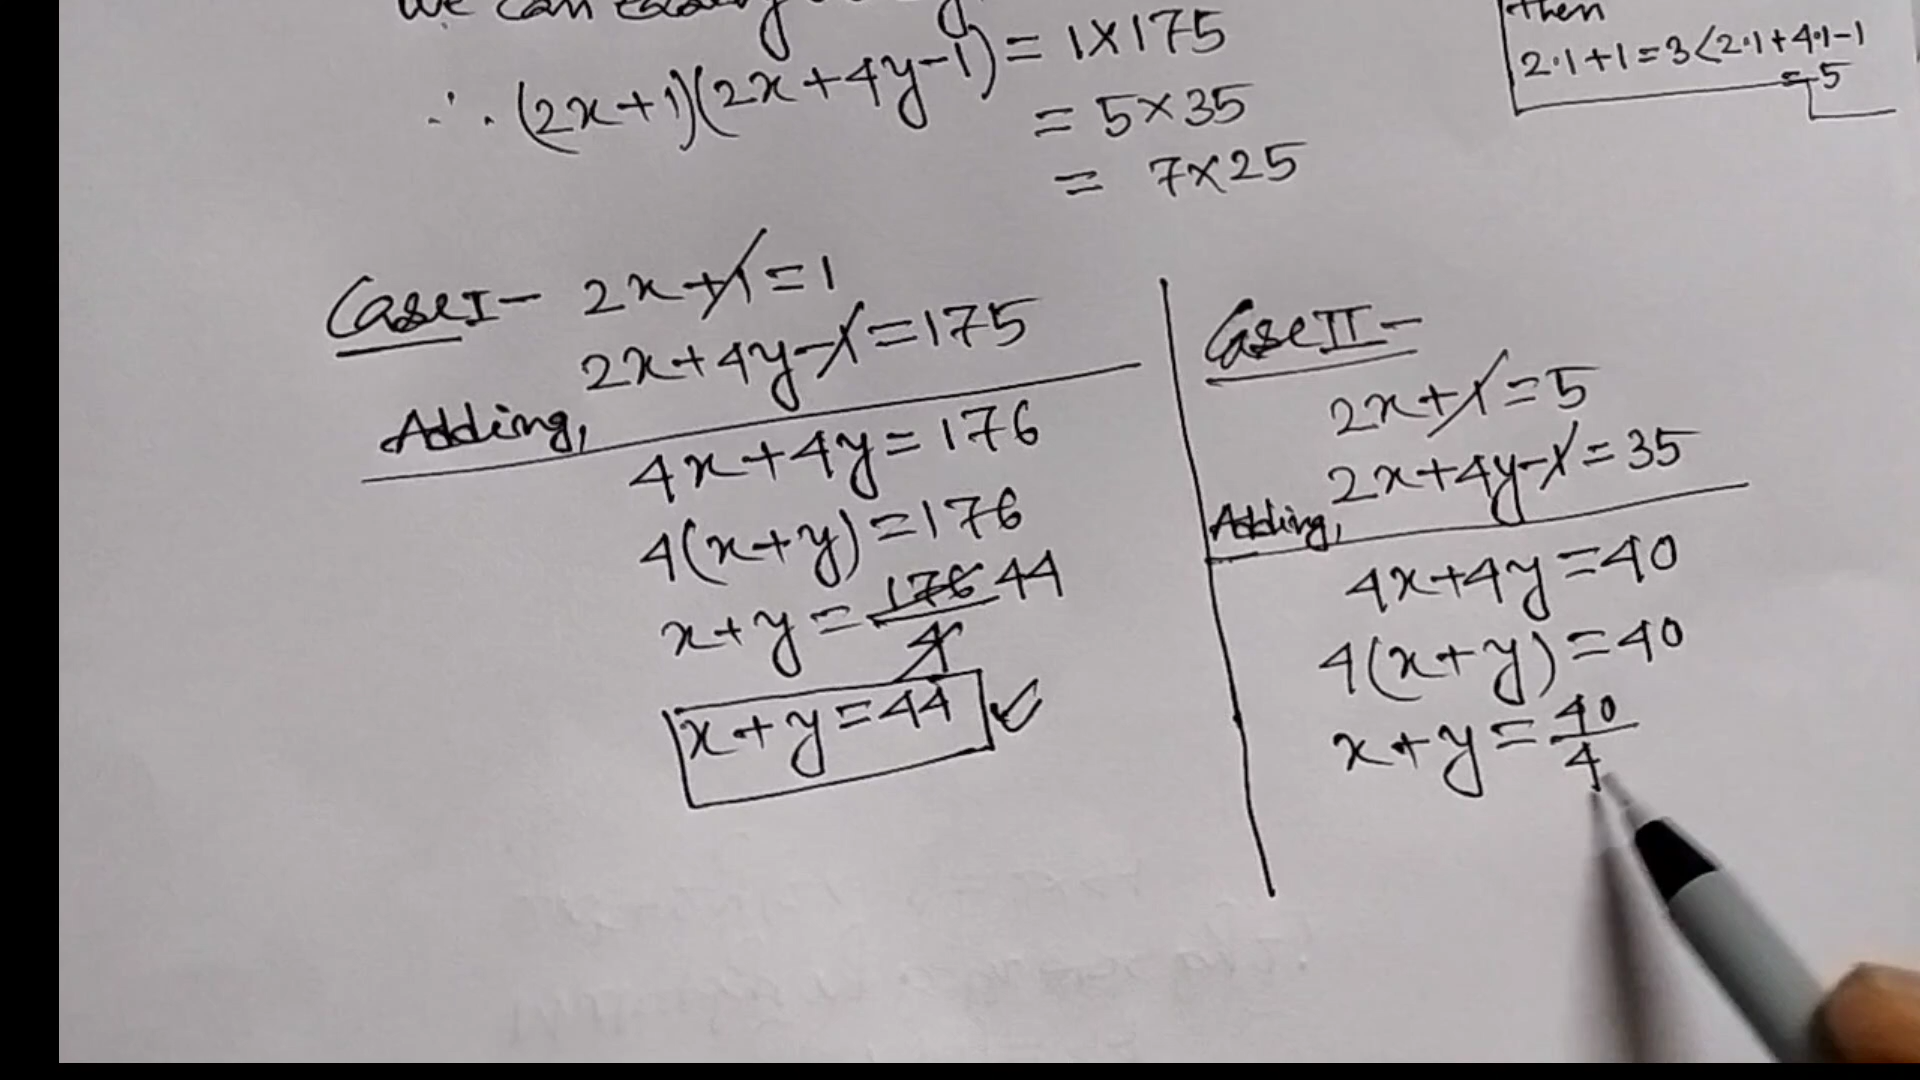 We can
∴ (2x+1)(2x+4y-1) = 1×175
= 5×35
= 7×25
then
2·1+1=3<2·1+4·1-1
=5
Case I - 2x+1=1
2x+4y-1=175
Adding,
4x+4y=176
4(x+y)=176
x+y=176/4 44
x+y=44 ✓
Case II -
2x+1=5
2x+4y-1=35
Adding,
4x+4y=40
4(x+y)=40
x+y=40/4